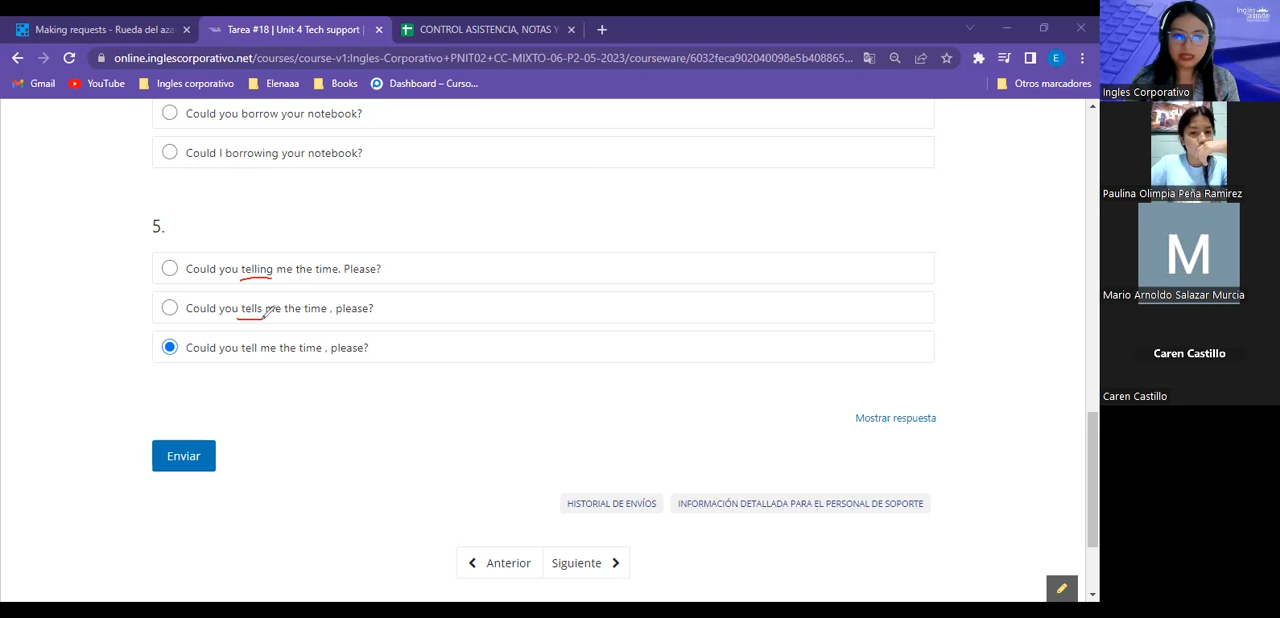 Making requests - Rueda del aza
Tarea #18 | Unit 4 Tech support |
CONTROL ASISTENCIA, NOTAS Y
online.inglescorporativo.net/courses/course-v1:Ingles-Corporativo+PNIT02+CC-MIXTO-06-P2-05-2023/courseware/6032feca902040098e5b408865...
E
Gmail
YouTube
Ingles corporativo
Elenaaa
Books
Dashboard – Curso...
Otros marcadores
Could you borrow your notebook?
Could I borrowing your notebook?
5.
Could you telling me the time. Please?
Could you tells me the time , please?
Could you tell me the time , please?
Mostrar respuesta
Enviar
HISTORIAL DE ENVÍOS
INFORMACIÓN DETALLADA PARA EL PERSONAL DE SOPORTE
Anterior
Siguiente
Ingles Corporativo
Paulina Olimpia Peña Ramirez
M
Mario Arnoldo Salazar Murcia
Caren Castillo
Caren Castillo